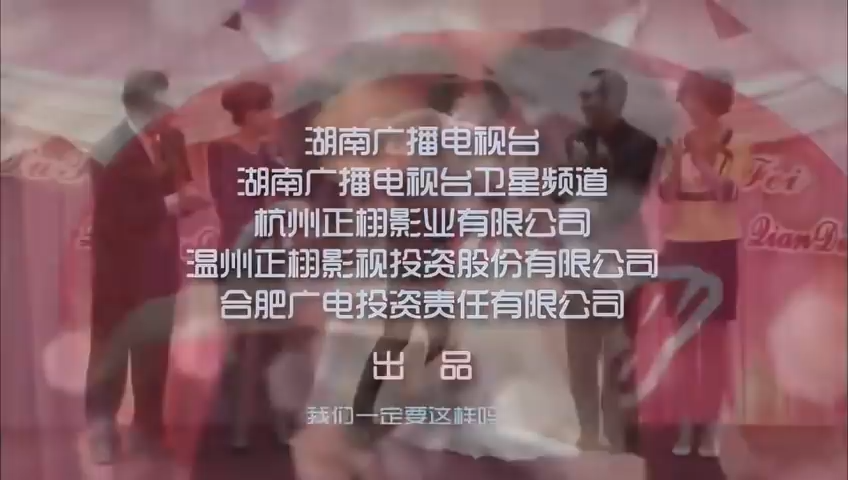 湖南广播电视台
湖南广播电视台卫星频道
杭州正栩影业有限公司
温州正栩影视投资股份有限公司
合肥广电投资责任有限公司
出 品
我们一定要这样吗
Fei
QianD